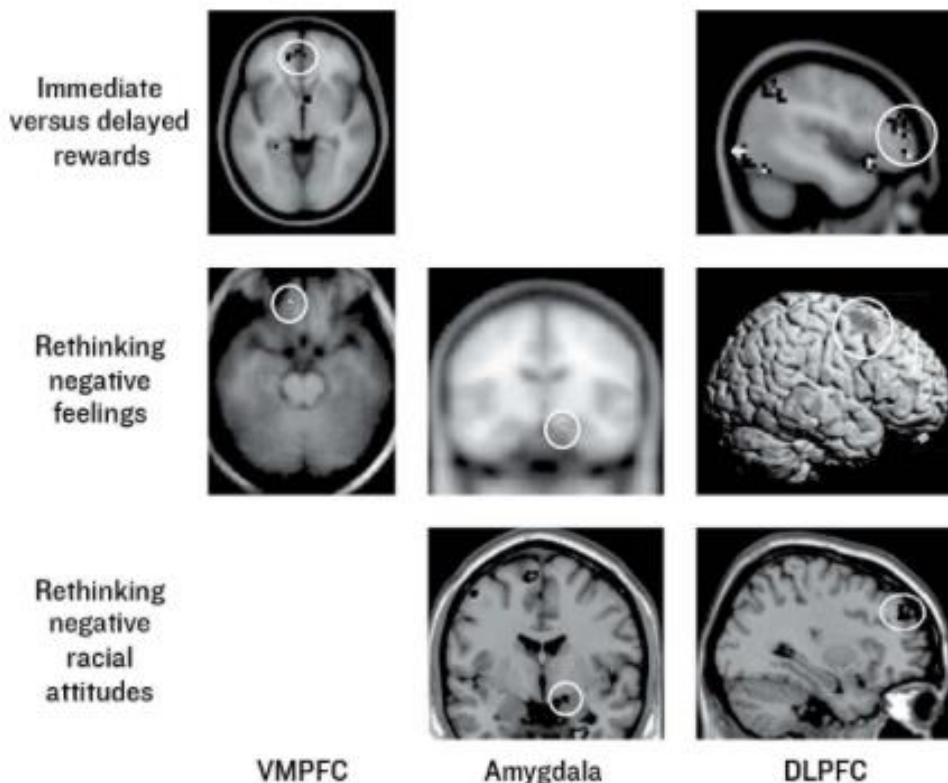 Immediate
versus delayed
rewards
Rethinking
negative
feelings
Rethinking
negative
racial
attitudes
VMPFC
Amygdala
DLPFC